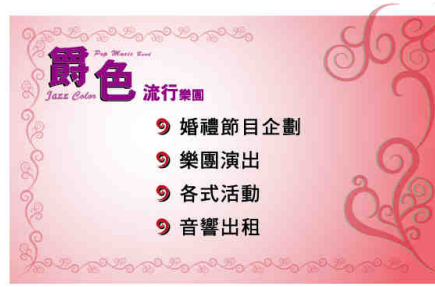 Pop Music Band
爵色
Jazz Color
流行樂團
婚禮節目企劃
樂團演出
各式活動
音響出租